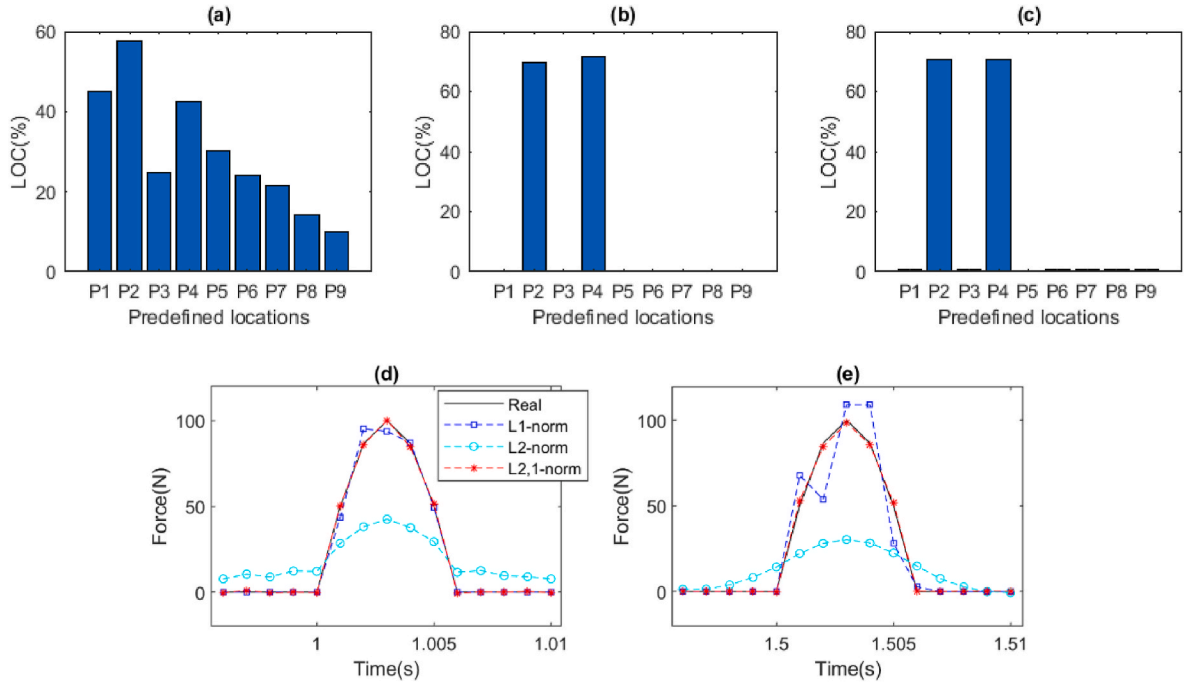 (a)
60
40
20
0
LOC(%)
P1 P2 P3 P4 P5 P6 P7 P8 P9
Predefined locations
(b)
80
60
40
20
0
LOC(%)
P1 P2 P3 P4 P5 P6 P7 P8 P9
Predefined locations
(c)
80
60
40
20
0
LOC(%)
P1 P2 P3 P4 P5 P6 P7 P8 P9
Predefined locations
(d)
100
50
0
Force(N)
Real
L1-norm
L2-norm
L2,1-norm
1 1.005 1.01
Time(s)
(e)
100
50
0
Force(N)
1.5 1.505 1.51
Time(s)